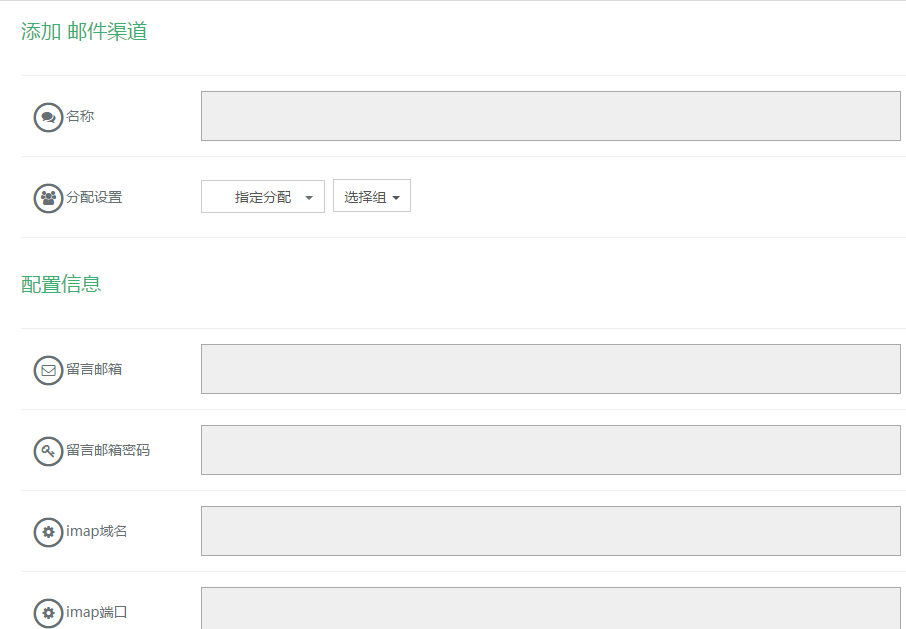 添加 邮件渠道
名称
分配设置 指定分配 选择组
配置信息
留言邮箱
留言邮箱密码
imap域名
imap端口